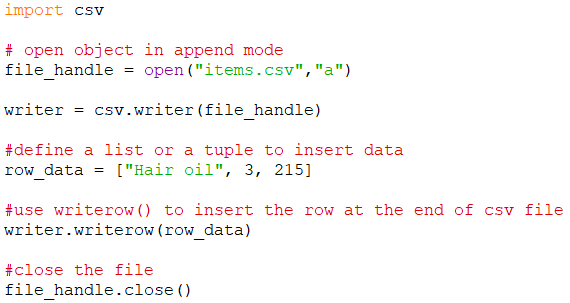 import csv
# open object in append mode
file_handle = open("items.csv","a")
writer = csv.writer(file_handle)
#define a list or a tuple to insert data
row_data = ["Hair oil", 3, 215]
#use writerow() to insert the row at the end of csv file
writer.writerow(row_data)
#close the file
file_handle.close()